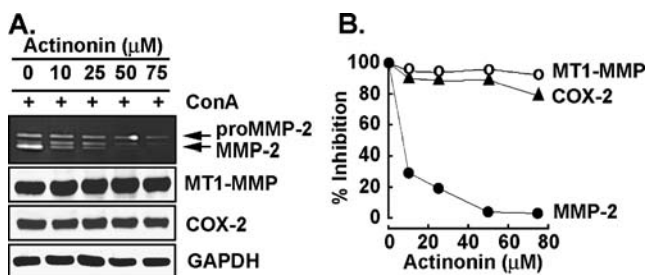 A.
Actinonin (μM)
0 10 25 50 75
+ + + + + ConA
proMMP-2
MMP-2
MT1-MMP
COX-2
GAPDH
B.
% Inhibition
100
80
60
40
20
0
MT1-MMP
COX-2
MMP-2
0 20 40 60 80
Actinonin (μM)